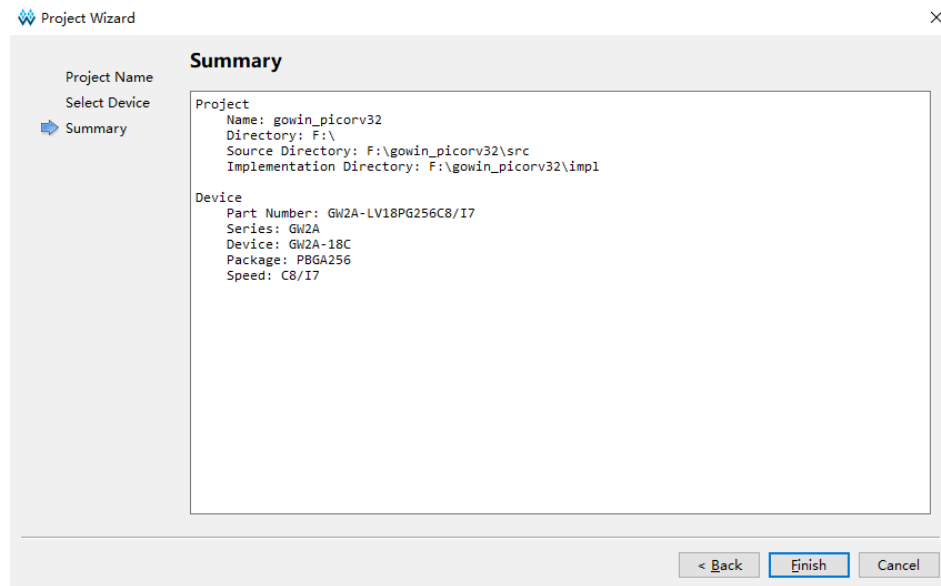 Project Wizard
Project Name
Select Device
Summary
Summary
Project
Name: gowin_picorv32
Directory: F:\
Source Directory: F:\gowin_picorv32\src
Implementation Directory: F:\gowin_picorv32\impl
Device
Part Number: GW2A-LV18PG256C8/I7
Series: GW2A
Device: GW2A-18C
Package: PBGA256
Speed: C8/I7
< Back
Finish
Cancel